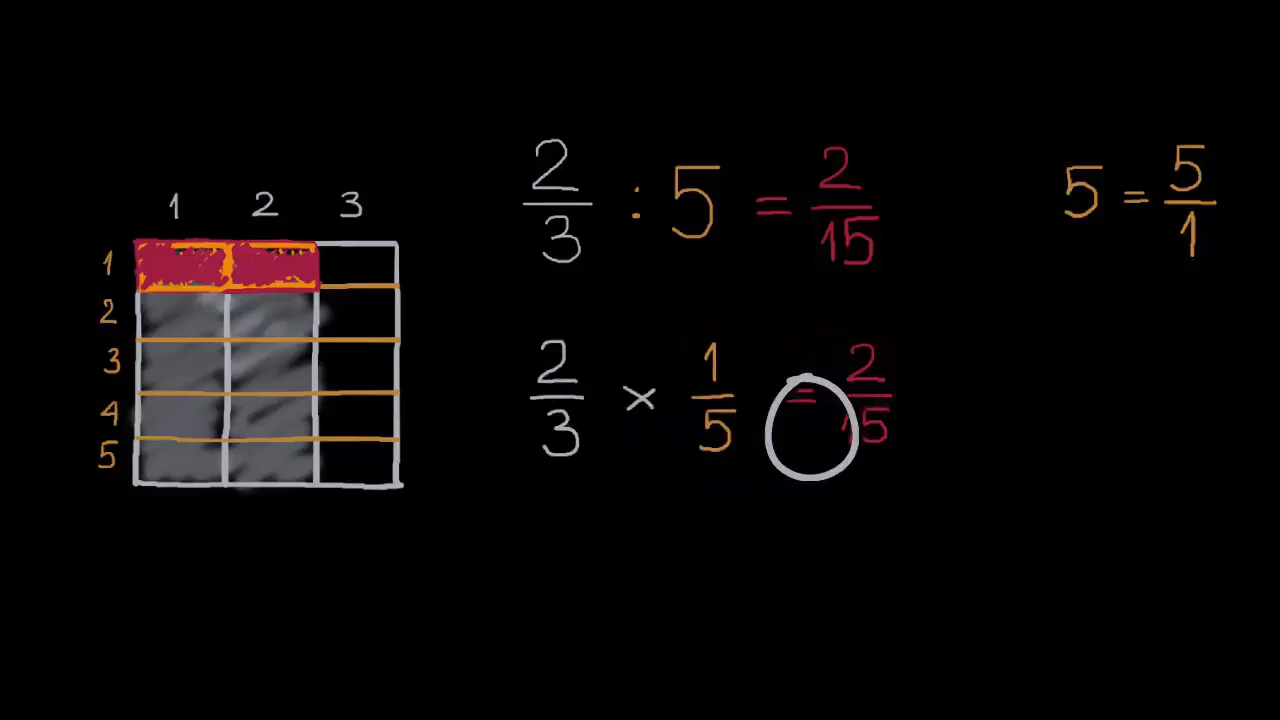 1 2 3
1
2
3
4
5
2/3 : 5 = 2/15
5 = 5/1
2/3 × 1/5 = 2/15